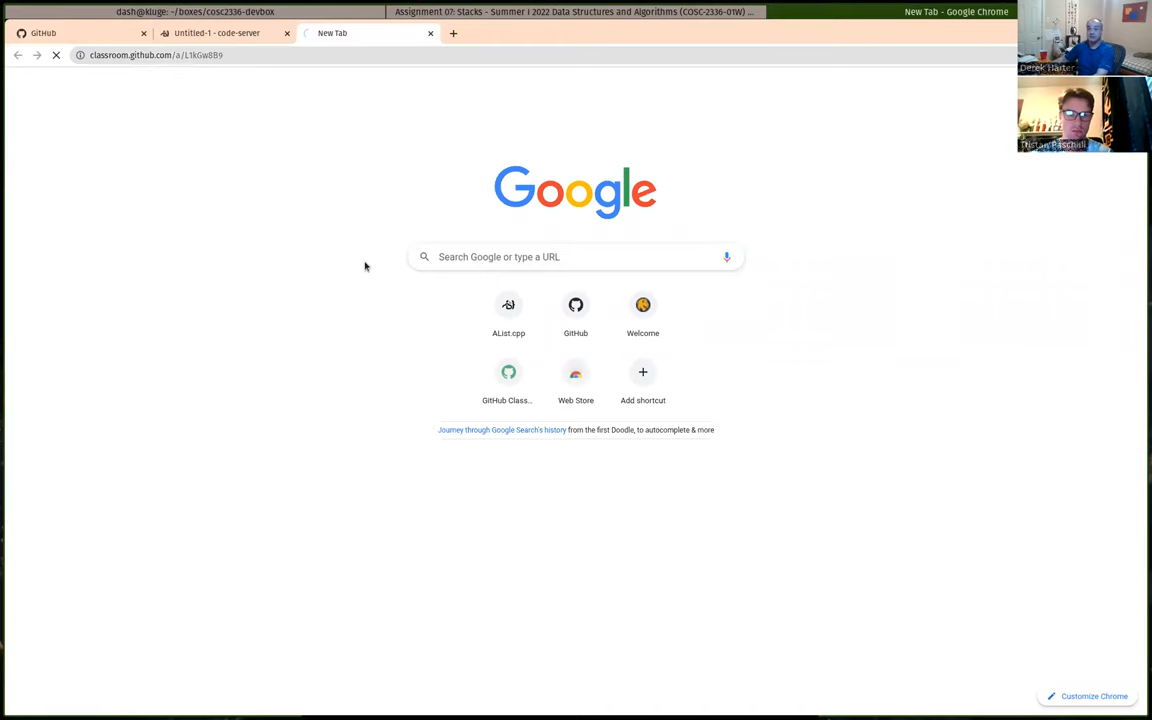 dash@kluge: ~/boxes/cosc2336-devbox
Assignment 07: Stacks - Summer I 2022 Data Structures and Algorithms (COSC-2336-01W) ...
New Tab - Google Chrome
GitHub
Untitled-1 - code-server
New Tab
classroom.github.com/a/L1kGw8B9
Derek Harter
Tristan Paschall
Google
Search Google or type a URL
AList.cpp
GitHub
Welcome
GitHub Class...
Web Store
Add shortcut
Journey through Google Search's history from the first Doodle, to autocomplete & more
Customize Chrome